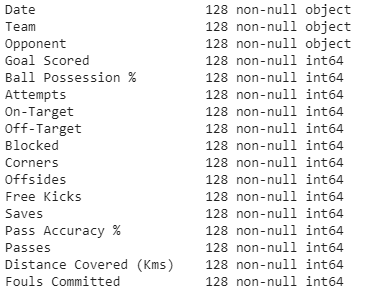 Date 128 non-null object
Team 128 non-null object
Opponent 128 non-null object
Goal Scored 128 non-null int64
Ball Possession % 128 non-null int64
Attempts 128 non-null int64
On-Target 128 non-null int64
Off-Target 128 non-null int64
Blocked 128 non-null int64
Corners 128 non-null int64
Offsides 128 non-null int64
Free Kicks 128 non-null int64
Saves 128 non-null int64
Pass Accuracy % 128 non-null int64
Passes 128 non-null int64
Distance Covered (Kms) 128 non-null int64
Fouls Committed 128 non-null int64